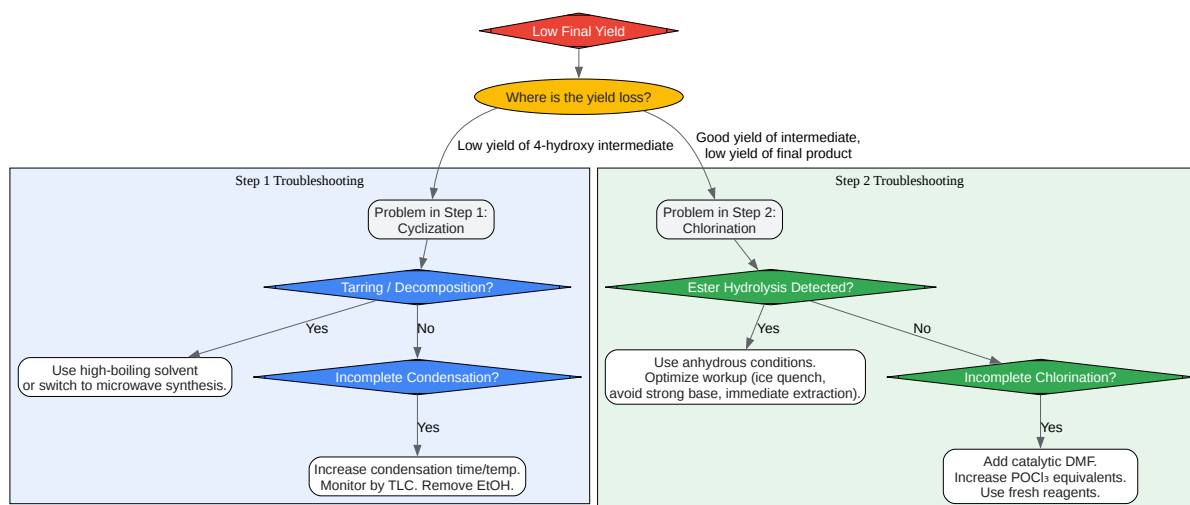 Low Final Yield
Where is the yield loss?
Low yield of 4-hydroxy intermediate
Good yield of intermediate,
low yield of final product
Step 1 Troubleshooting
Problem in Step 1:
Cyclization
Tarring / Decomposition?
Yes
No
Use high-boiling solvent
or switch to microwave synthesis.
Incomplete Condensation?
Yes
Increase condensation time/temp.
Monitor by TLC. Remove EtOH.
Step 2 Troubleshooting
Problem in Step 2:
Chlorination
Ester Hydrolysis Detected?
Yes
No
Use anhydrous conditions.
Optimize workup (ice quench,
avoid strong base, immediate extraction).
Incomplete Chlorination?
Yes
Add catalytic DMF.
Increase POCl₃ equivalents.
Use fresh reagents.